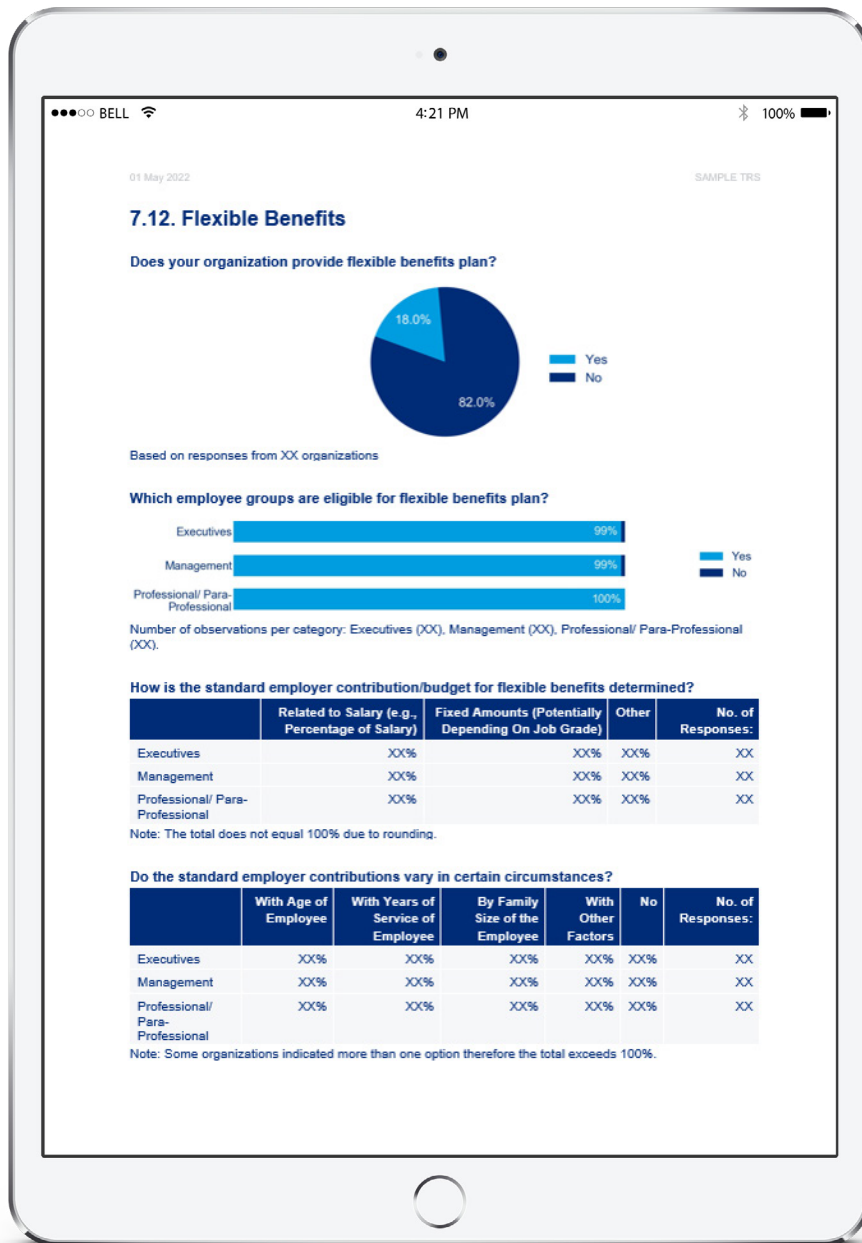 ●●●○○ BELL 4:21 PM 100%
01 May 2022 SAMPLE TRS
7.12. Flexible Benefits
Does your organization provide flexible benefits plan?
18.0%
Yes
No
82.0%
Based on responses from XX organizations
Which employee groups are eligible for flexible benefits plan?
Executives 99%
Management 99%
Professional/ Para-
Professional 100%
Yes
No
Number of observations per category: Executives (XX), Management (XX), Professional/ Para-Professional
(XX).
How is the standard employer contribution/budget for flexible benefits determined?
Related to Salary (e.g., Fixed Amounts (Potentially Other No. of
Percentage of Salary) Depending On Job Grade) Responses:
Executives XX% XX% XX% XX
Management XX% XX% XX% XX
Professional/ Para- XX% XX% XX% XX
Professional
Note: The total does not equal 100% due to rounding.
Do the standard employer contributions vary in certain circumstances?
With Age of With Years of By Family With No No. of
Employee Service of Size of the Other Responses:
Employee Employee Factors
Executives XX% XX% XX% XX% XX% XX
Management XX% XX% XX% XX% XX% XX
Professional/ XX% XX% XX% XX% XX% XX
Para-
Professional
Note: Some organizations indicated more than one option therefore the total exceeds 100%.